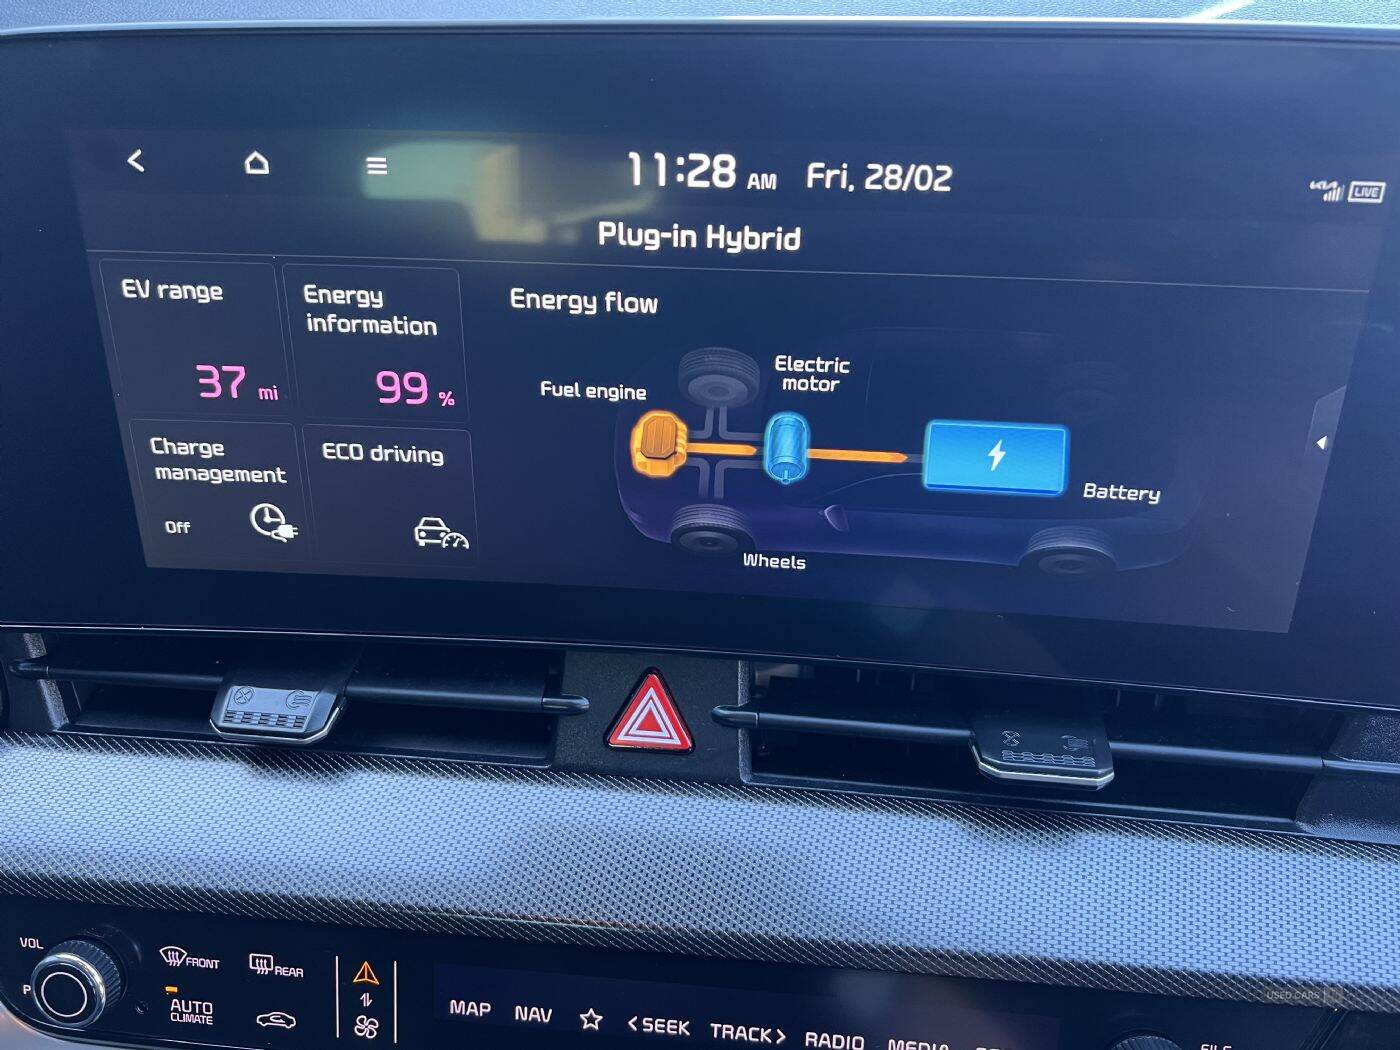 11:28 AM Fri, 28/02
KIA LIVE
Plug-in Hybrid
EV range
37 mi
Energy
information
99 %
Charge
management
Off
ECO driving
Energy flow
Fuel engine
Electric
motor
Battery
Wheels
VOL
P
FRONT
REAR
AUTO
CLIMATE
MAP NAV <SEEK TRACK> RADIO MEDIA
USED CARS